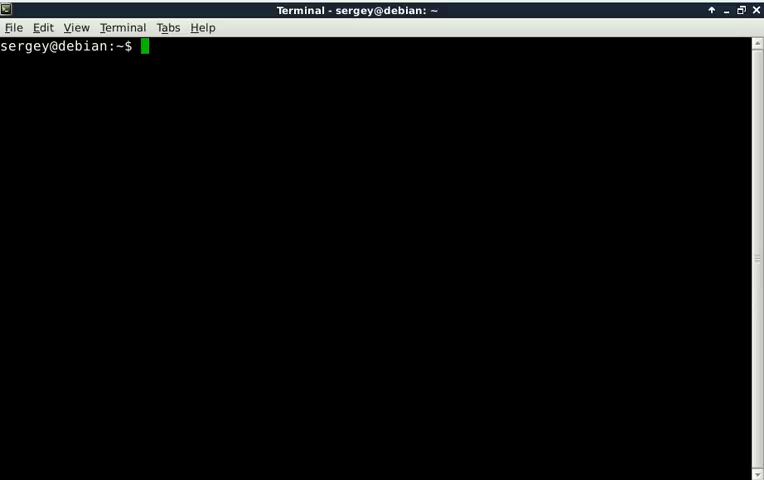 Terminal - sergey@debian: ~
File Edit View Terminal Tabs Help
sergey@debian:~$